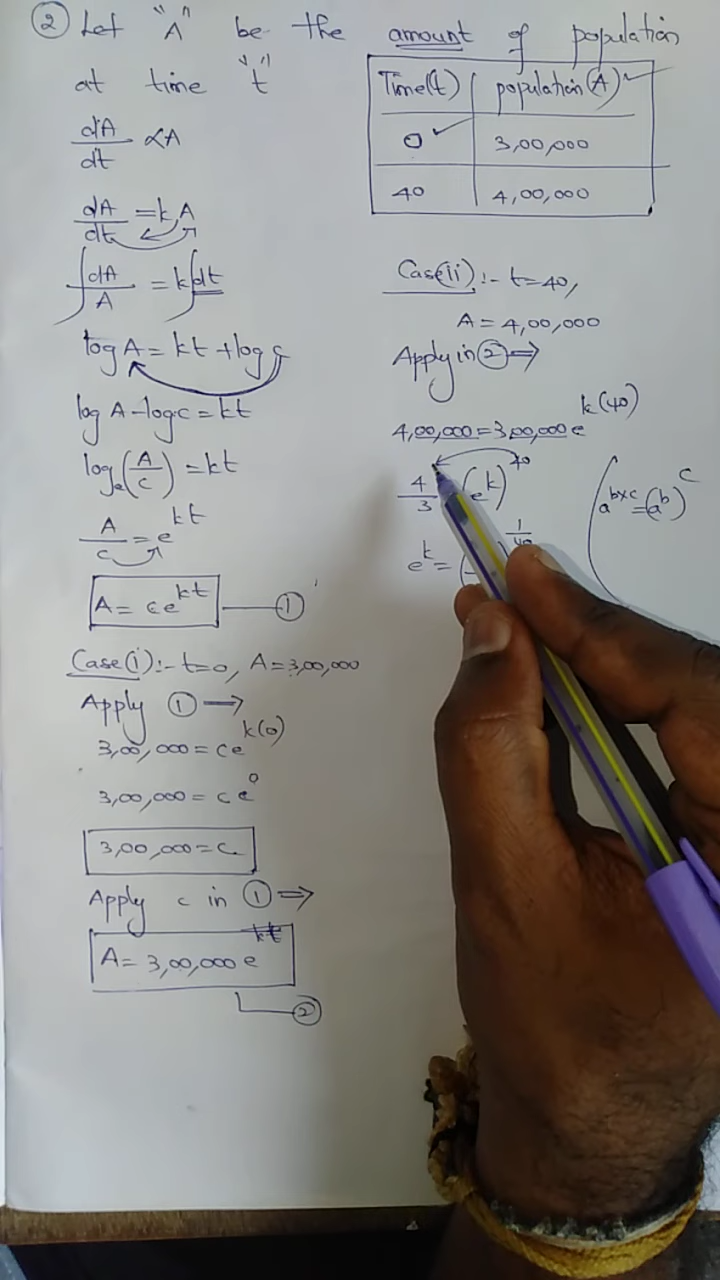 ② Let "A" be the amount of population
at time "t"
Time(t) population(A)
0 3,00,000
40 4,00,000
dA/dt ∝A
dA/dt = kA
∫dA/A = k∫dt
log A = kt + log c
log A - log c = kt
logₑ(A/c) = kt
A/c = e^kt
A = ce^kt ①
Case(i):- t=0, A=3,00,000
Apply ① →
3,00,000 = ce^k(0)
3,00,000 = ce^0
3,00,000 = c
Apply c in ① ⇒
A = 3,00,000 e^kt
②
Case(ii):- t=40,
A = 4,00,000
Apply in ② ⇒
4,00,000 = 3,00,000 e^k(40)
4/3 (e^k)^40
a^b×c = (a^b)^c
e^k = ( )^1/40